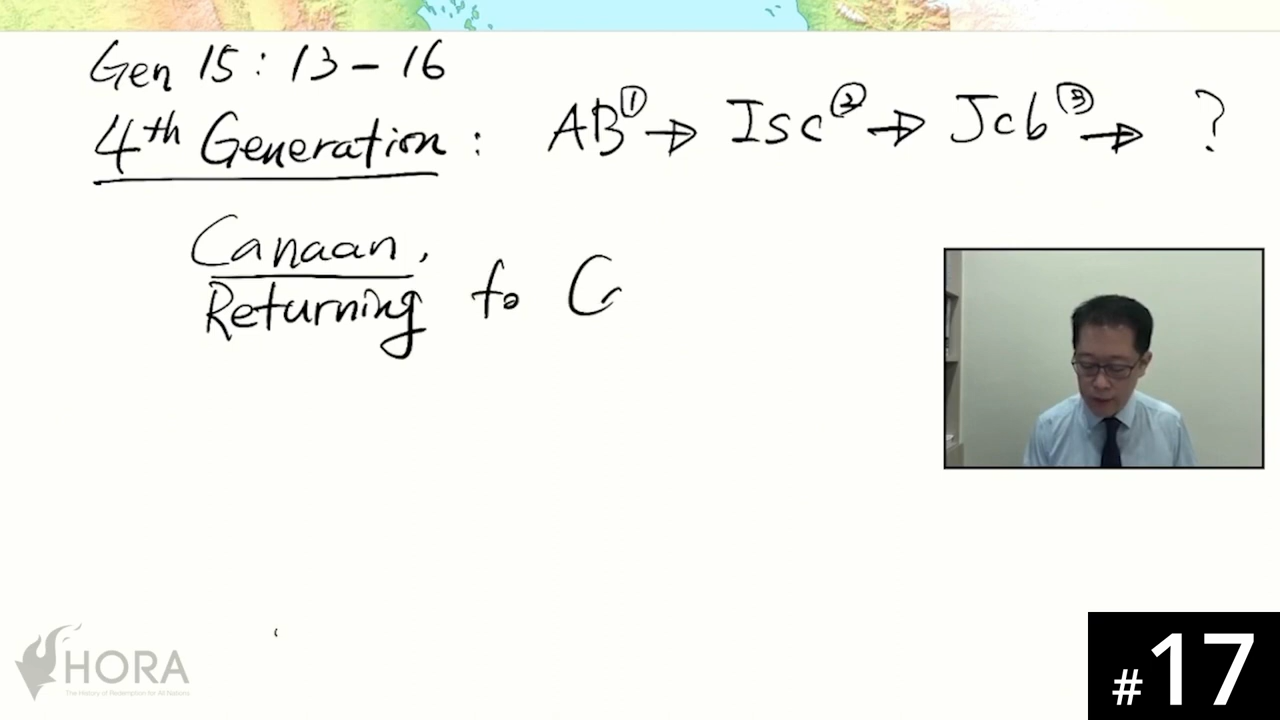 Gen 15:13-16
4th Generation: AB① → Isc② → Jcb③ → ?
Canaan,
Returning to Ca
HORA
The History of Redemption for All Nations
#17